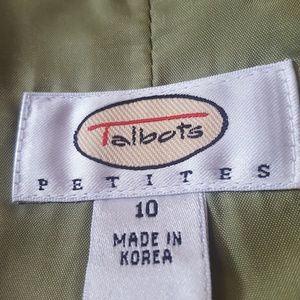 Talbots
PETITES
10
MADE IN
KOREA